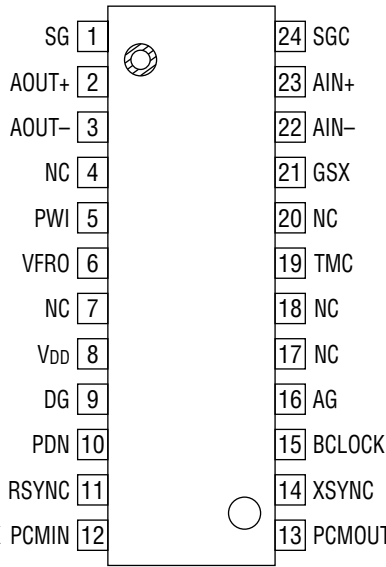 SG 1 24 SGC
AOUT+ 2 23 AIN+
AOUT– 3 22 AIN–
NC 4 21 GSX
PWI 5 20 NC
VFRO 6 19 TMC
NC 7 18 NC
VDD 8 17 NC
DG 9 16 AG
PDN 10 15 BCLOCK
RSYNC 11 14 XSYNC
PCMIN 12 13 PCMOUT